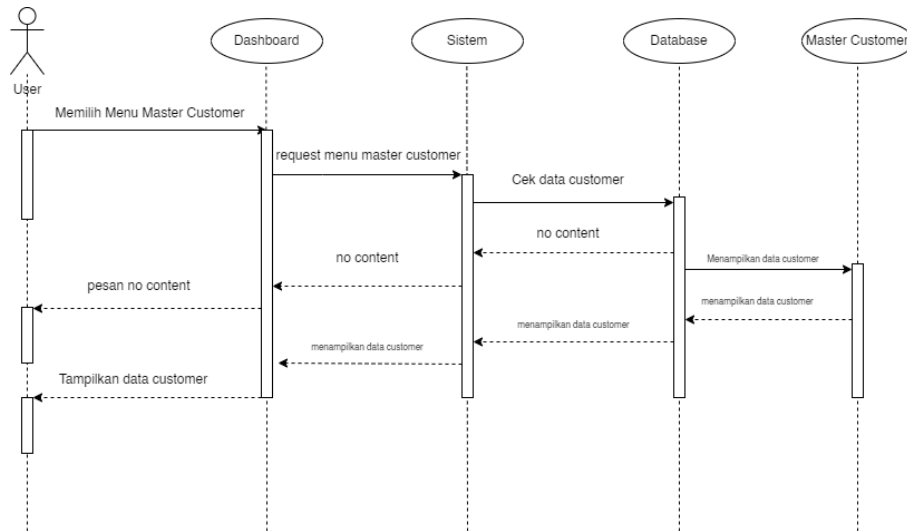 Dashboard
Sistem
Database
Master Customer
User
Memilih Menu Master Customer
request menu master customer
Cek data customer
no content
Menampilkan data customer
no content
pesan no content
menampilkan data customer
menampilkan data customer
menampilkan data customer
Tampilkan data customer